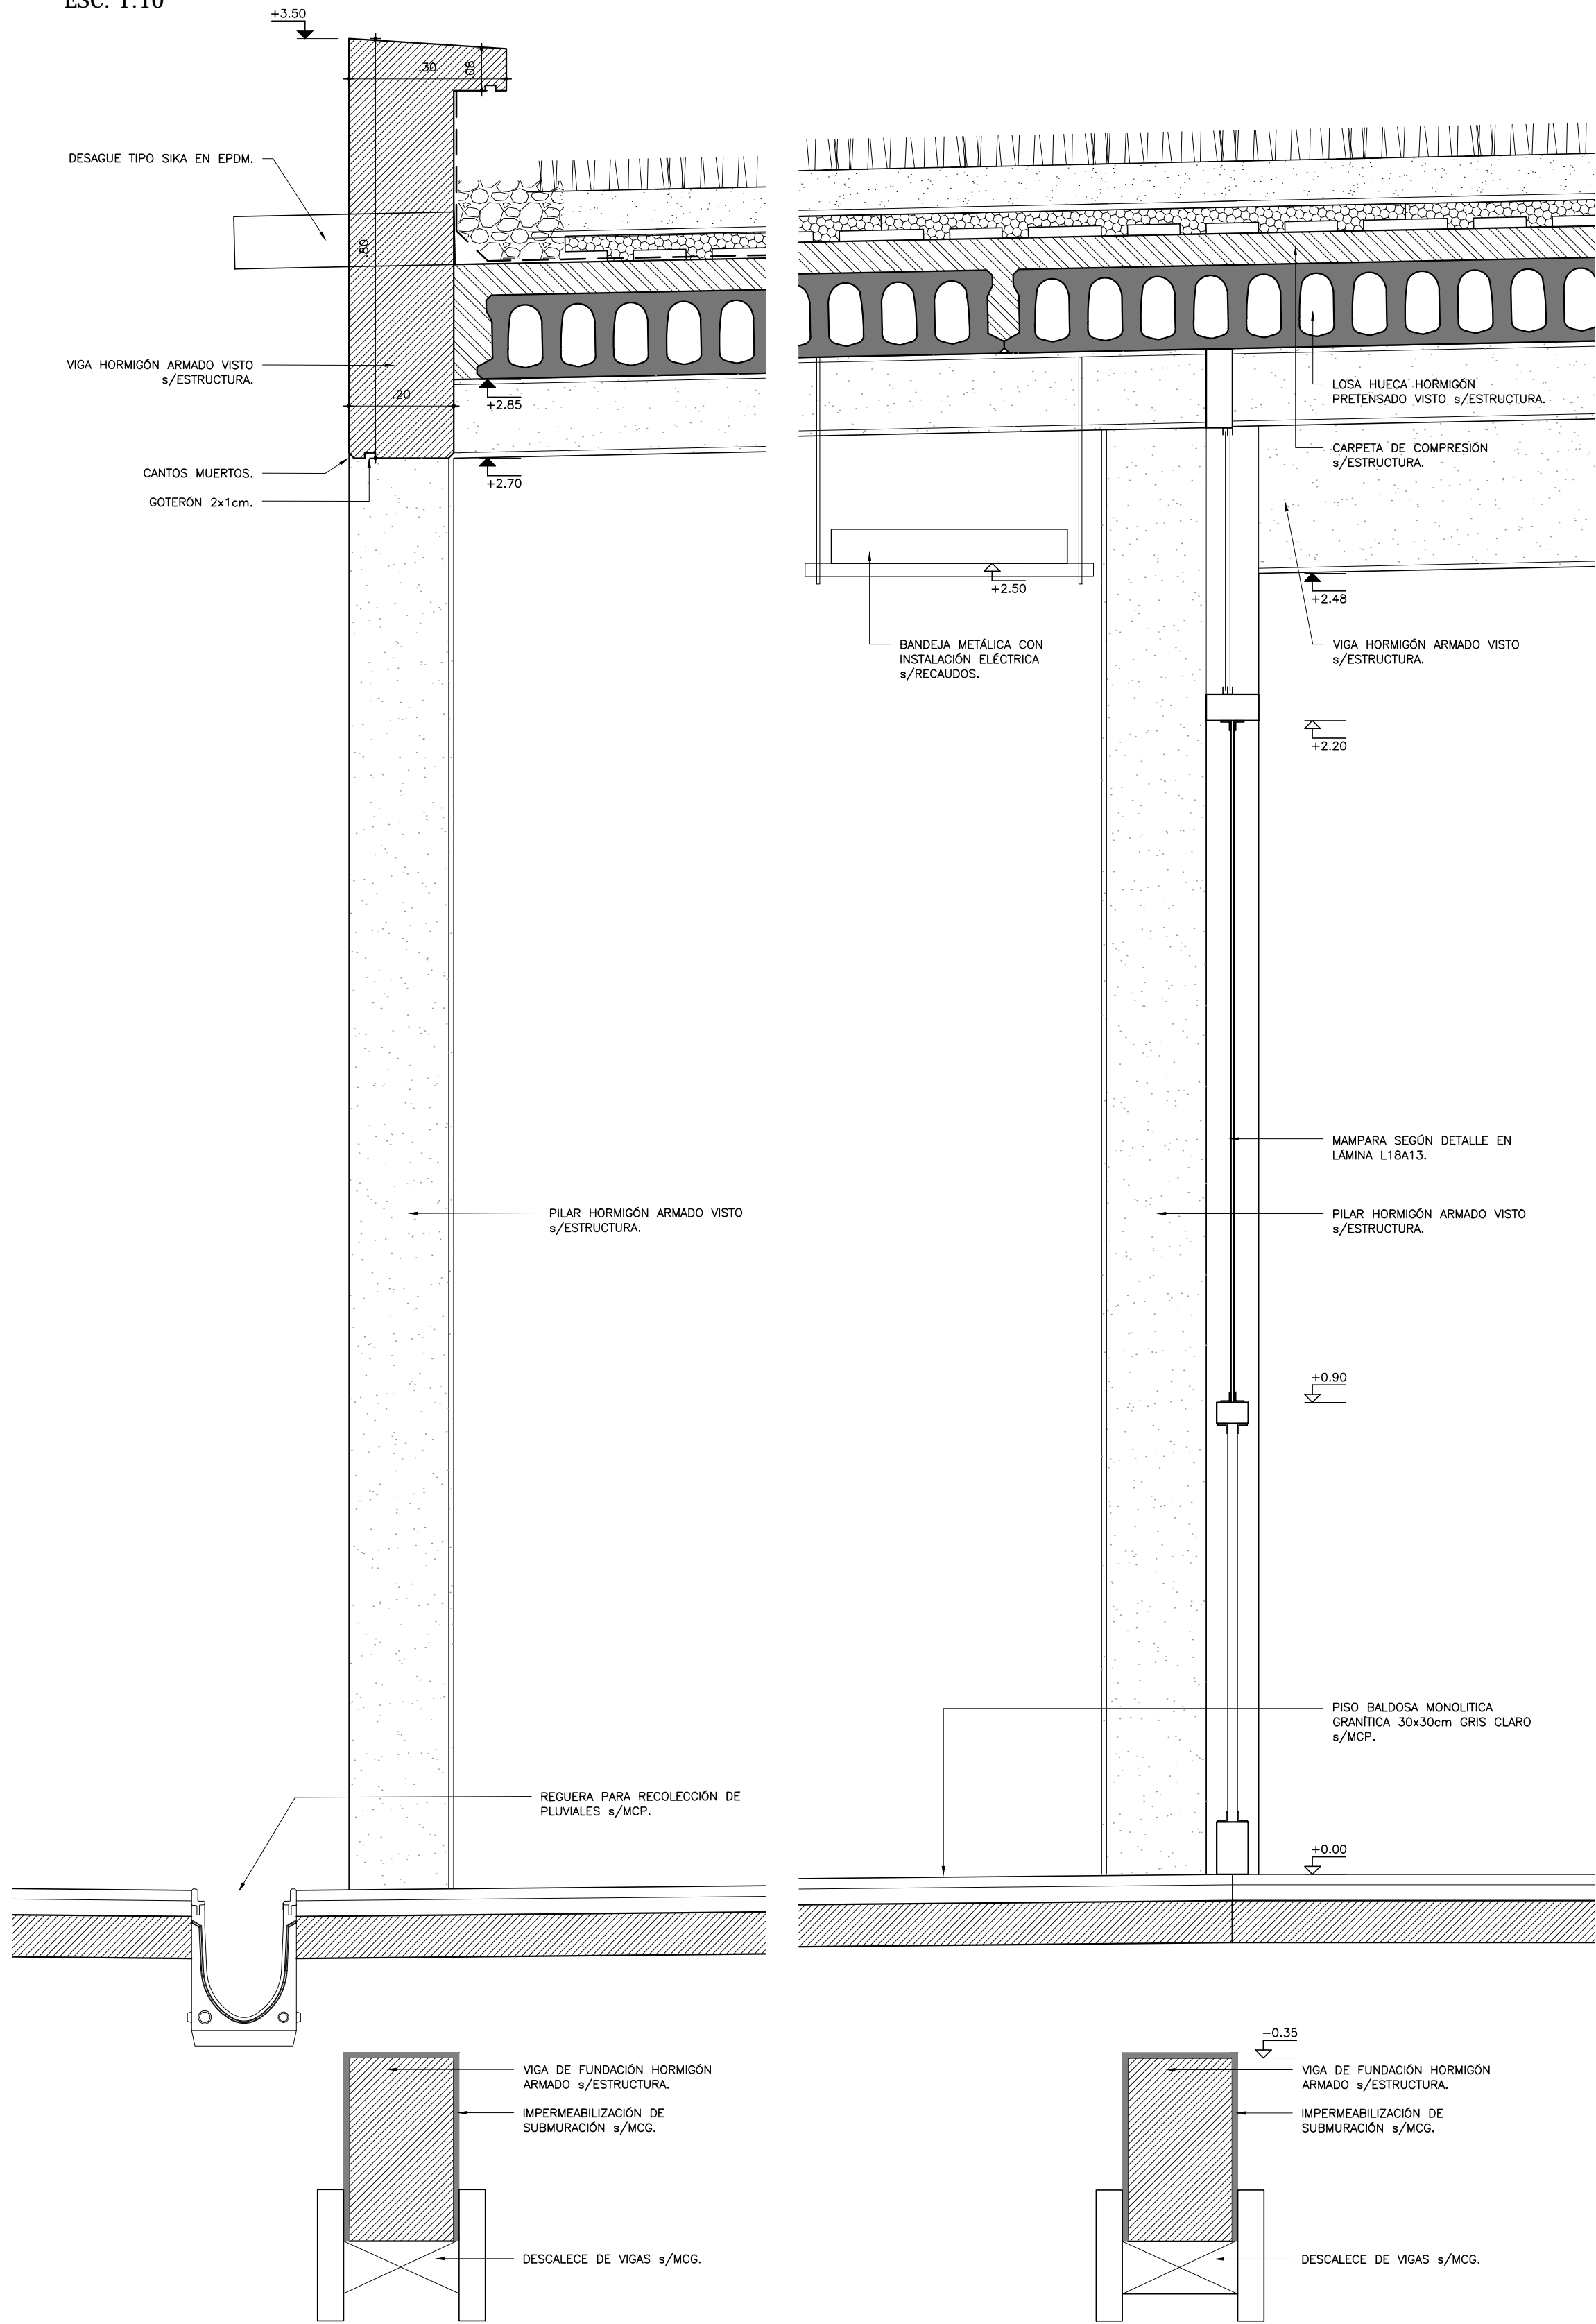 ESC. 1:10
+3.50
.30
.08
DESAGUE TIPO SIKA EN EPDM.
.80
VIGA HORMIGÓN ARMADO VISTO
s/ESTRUCTURA.
.20
+2.85
CANTOS MUERTOS.
+2.70
GOTERÓN 2x1cm.
LOSA HUECA HORMIGÓN
PRETENSADO VISTO s/ESTRUCTURA.
CARPETA DE COMPRESIÓN
s/ESTRUCTURA.
+2.50
+2.48
BANDEJA METÁLICA CON
INSTALACIÓN ELÉCTRICA
s/RECAUDOS.
VIGA HORMIGÓN ARMADO VISTO
s/ESTRUCTURA.
+2.20
MAMPARA SEGÚN DETALLE EN
LÁMINA L18A13.
PILAR HORMIGÓN ARMADO VISTO
s/ESTRUCTURA.
PILAR HORMIGÓN ARMADO VISTO
s/ESTRUCTURA.
+0.90
PISO BALDOSA MONOLITICA
GRANÍTICA 30x30cm GRIS CLARO
s/MCP.
REGUERA PARA RECOLECCIÓN DE
PLUVIALES s/MCP.
+0.00
-0.35
VIGA DE FUNDACIÓN HORMIGÓN
ARMADO s/ESTRUCTURA.
IMPERMEABILIZACIÓN DE
SUBMURACIÓN s/MCG.
DESCALECE DE VIGAS s/MCG.
VIGA DE FUNDACIÓN HORMIGÓN
ARMADO s/ESTRUCTURA.
IMPERMEABILIZACIÓN DE
SUBMURACIÓN s/MCG.
DESCALECE DE VIGAS s/MCG.